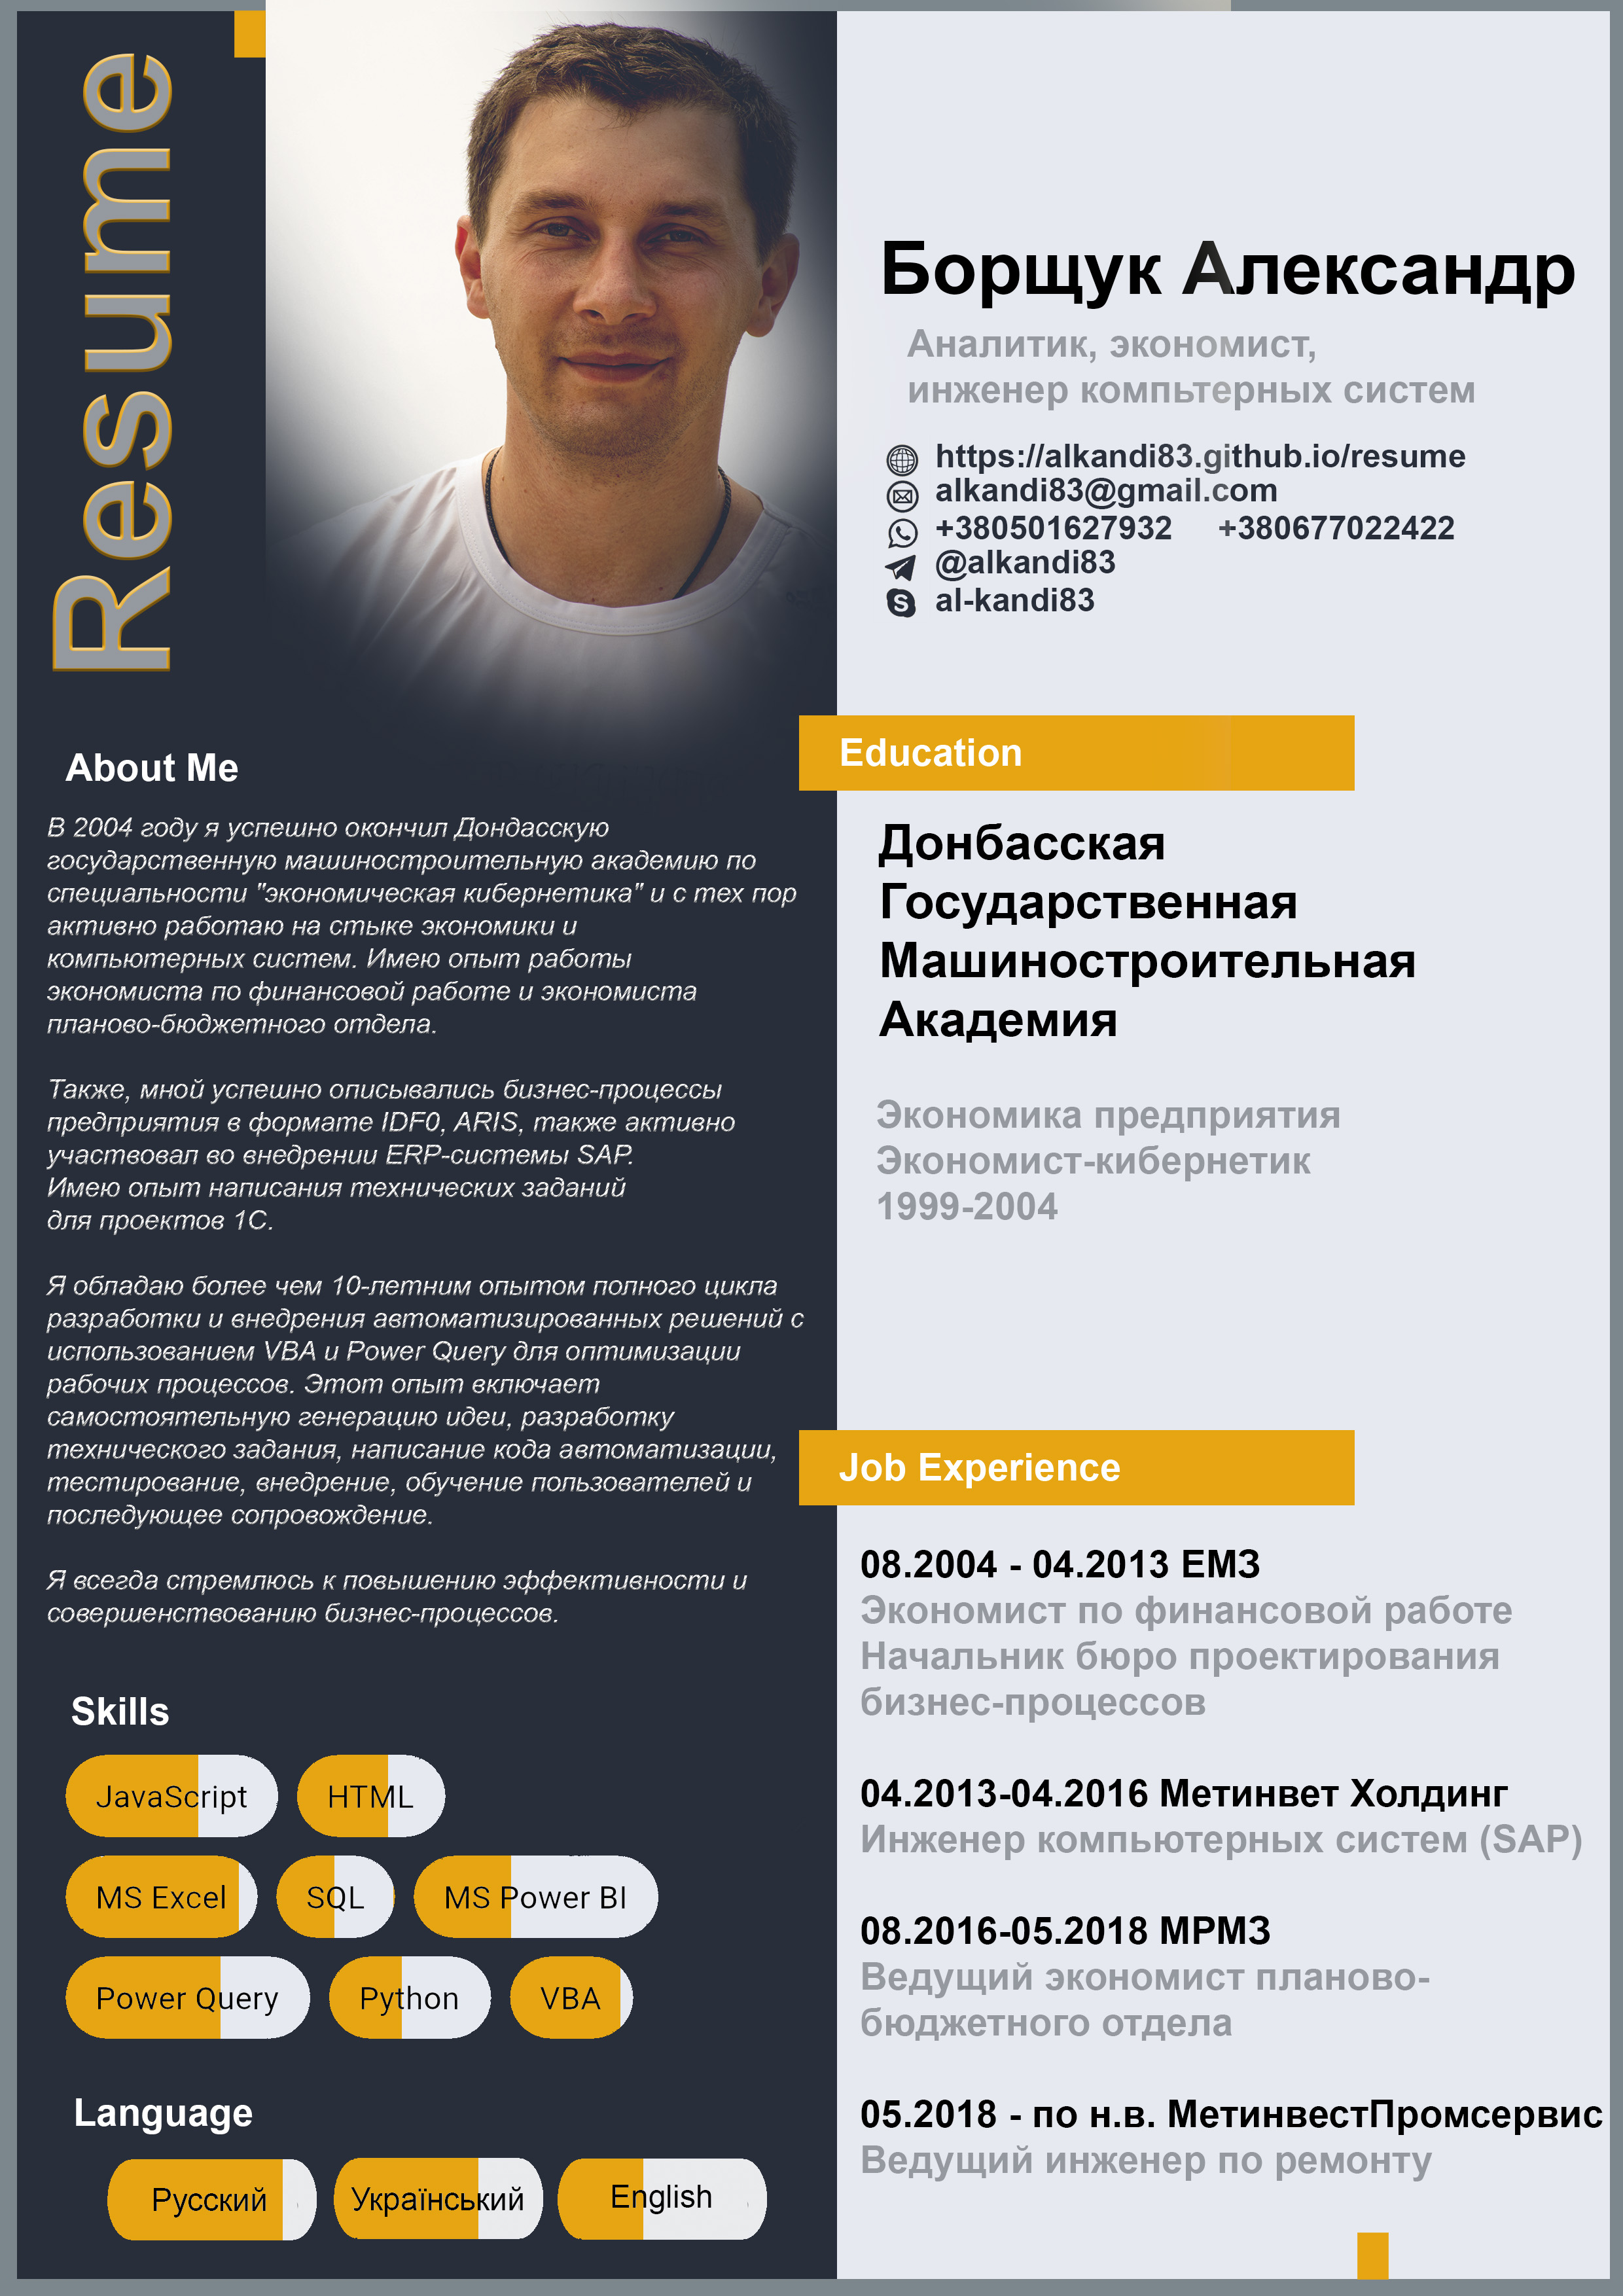 Resume
Борщук Александр
Аналитик, экономист,
инженер компьтерных систем
https://alkandi83.github.io/resume
alkandi83@gmail.com
+380501627932 +380677022422
@alkandi83
al-kandi83
About Me
В 2004 году я успешно окончил Дондасскую
государственную машиностроительную академию по
специальности "экономическая кибернетика" и с тех пор
активно работаю на стыке экономики и
компьютерных систем. Имею опыт работы
экономиста по финансовой работе и экономиста
планово-бюджетного отдела.
Также, мной успешно описывались бизнес-процессы
предприятия в формате IDF0, ARIS, также активно
участвовал во внедрении ERP-системы SAP.
Имею опыт написания технических заданий
для проектов 1С.
Я обладаю более чем 10-летним опытом полного цикла
разработки и внедрения автоматизированных решений с
использованием VBA и Power Query для оптимизации
рабочих процессов. Этот опыт включает
самостоятельную генерацию идеи, разработку
технического задания, написание кода автоматизации,
тестирование, внедрение, обучение пользователей и
последующее сопровождение.
Я всегда стремлюсь к повышению эффективности и
совершенствованию бизнес-процессов.
Skills
JavaScript HTML
MS Excel SQL MS Power BI
Power Query Python VBA
Language
Русский Український English
Education
Донбасская
Государственная
Машиностроительная
Академия
Экономика предприятия
Экономист-кибернетик
1999-2004
Job Experience
08.2004 - 04.2013 ЕМЗ
Экономист по финансовой работе
Начальник бюро проектирования
бизнес-процессов
04.2013-04.2016 Метинвет Холдинг
Инженер компьютерных систем (SAP)
08.2016-05.2018 МРМЗ
Ведущий экономист планово-
бюджетного отдела
05.2018 - по н.в. МетинвестПромсервис
Ведущий инженер по ремонту